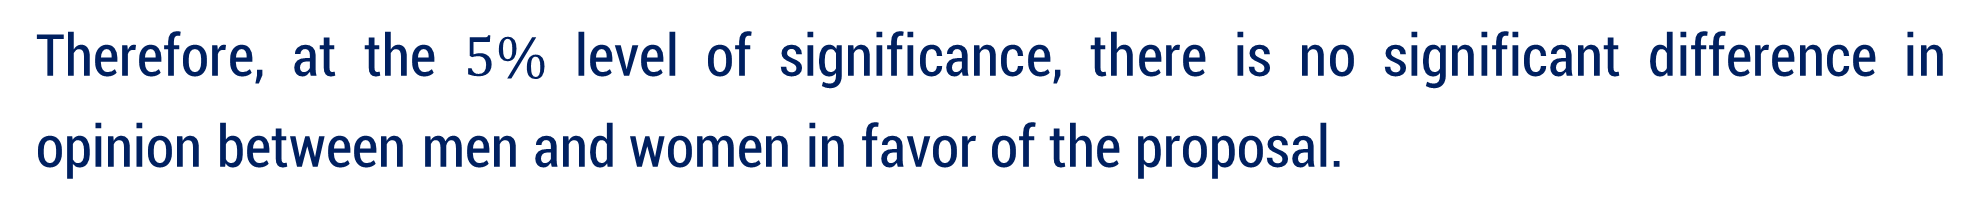 Therefore, at the 5% level of significance, there is no significant difference in
opinion between men and women in favor of the proposal.